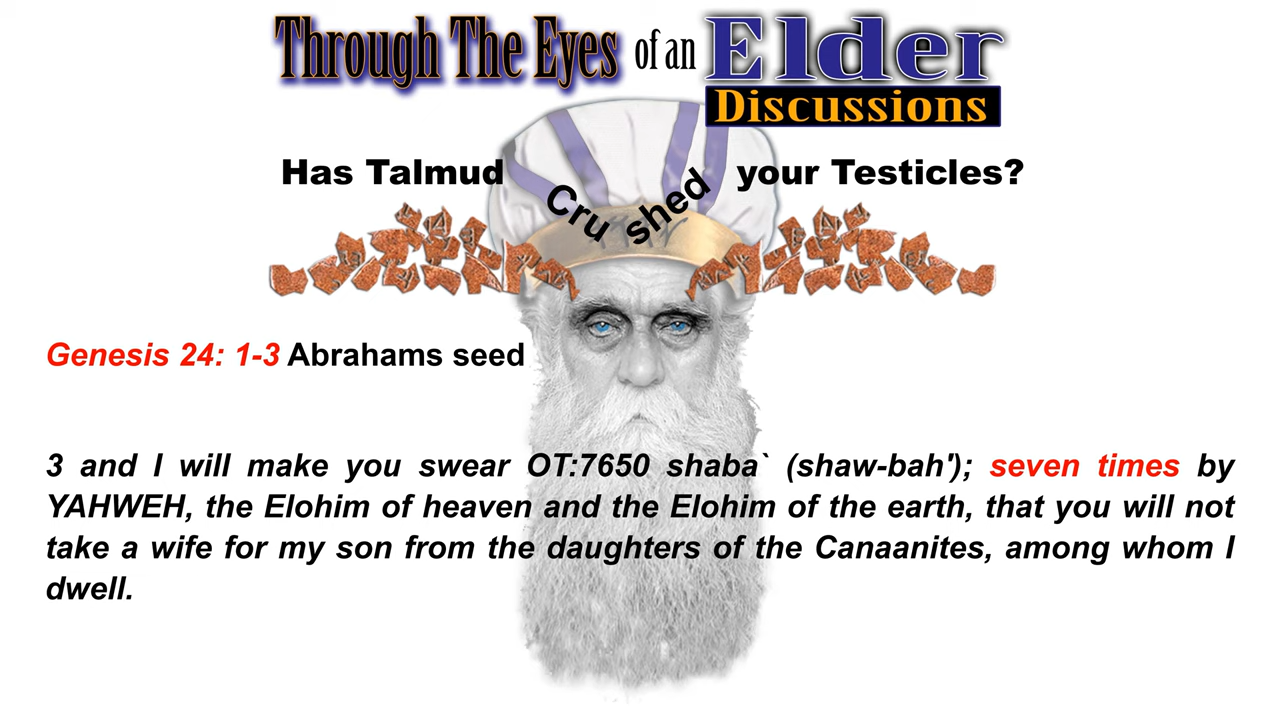 Through The Eyes of an Elder
Discussions
Has Talmud Crushed your Testicles?
Genesis 24: 1-3 Abrahams seed
3 and I will make you swear OT:7650 shaba` (shaw-bah'); seven times by
YAHWEH, the Elohim of heaven and the Elohim of the earth, that you will not
take a wife for my son from the daughters of the Canaanites, among whom I
dwell.